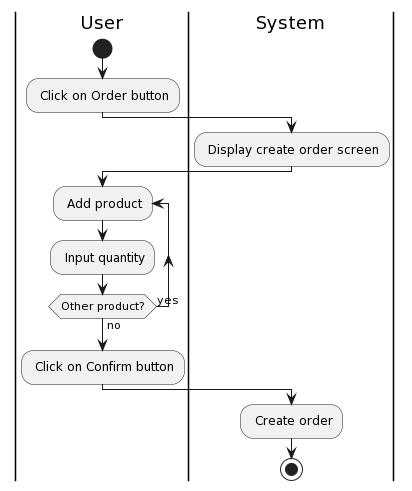 User
System
Click on Order button
Display create order screen
Add product
Input quantity
Other product?
yes
no
Click on Confirm button
Create order